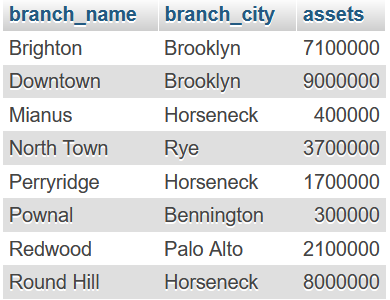 branch_name branch_city assets
Brighton Brooklyn 7100000
Downtown Brooklyn 9000000
Mianus Horseneck 400000
North Town Rye 3700000
Perryridge Horseneck 1700000
Pownal Bennington 300000
Redwood Palo Alto 2100000
Round Hill Horseneck 8000000